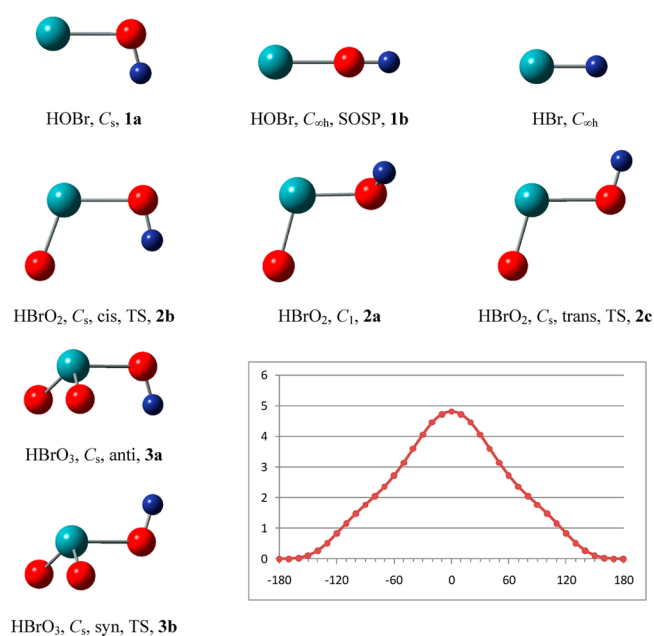 HOBr, Cs, 1a
HOBr, C∞h, SOSP, 1b
HBr, C∞h
HBrO2, Cs, cis, TS, 2b
HBrO2, C1, 2a
HBrO2, Cs, trans, TS, 2c
HBrO3, Cs, anti, 3a
HBrO3, Cs, syn, TS, 3b
6
5
4
3
2
1
0
-180 -120 -60 0 60 120 180